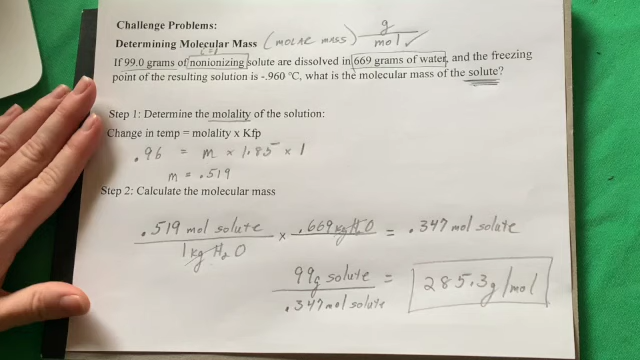 Challenge Problems:
Determining Molecular Mass (MOLAR MASS) g/mol
If 99.0 grams of nonionizing solute are dissolved in 669 grams of water, and the freezing
point of the resulting solution is -.960 °C, what is the molecular mass of the solute?
Step 1: Determine the molality of the solution:
Change in temp = molality x Kfp
.96 = m x 1.85 x 1
m = .519
Step 2: Calculate the molecular mass
.519 mol solute / 1 kg H2O x .669 kg H2O = .347 mol solute
99g solute / .347 mol solute = 285.3 g/mol